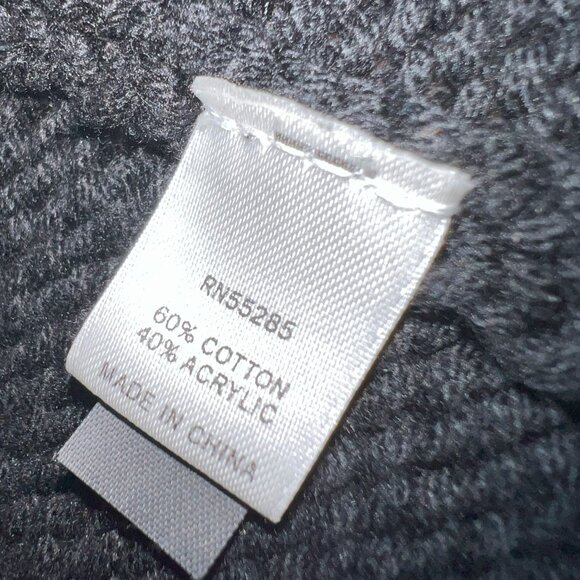 RN55285
60% COTTON
40% ACRYLIC
MADE IN CHINA